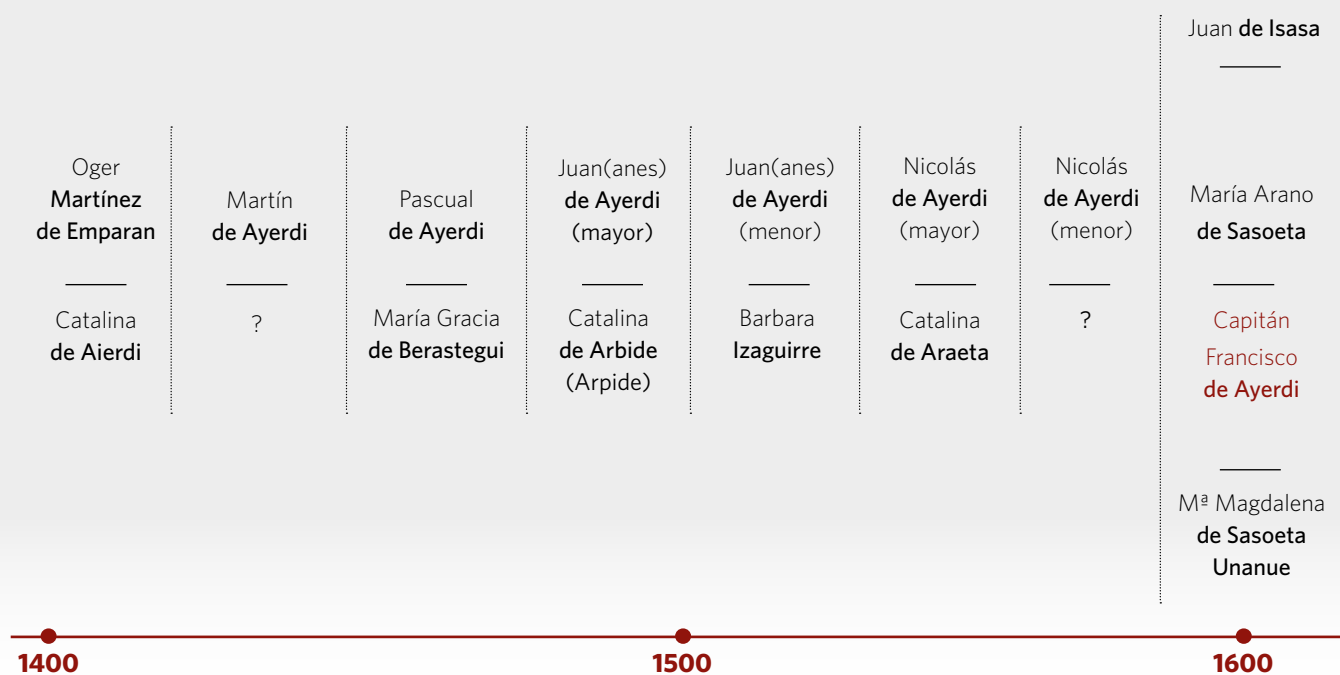 Oger
Martínez
de Emparan
Catalina
de Aierdi
Martín
de Ayerdi
?
Pascual
de Ayerdi
María Gracia
de Berastegui
Juan(anes)
de Ayerdi
(mayor)
Catalina
de Arbide
(Arpide)
Juan(anes)
de Ayerdi
(menor)
Barbara
Izaguirre
Nicolás
de Ayerdi
(mayor)
Catalina
de Araeta
Nicolás
de Ayerdi
(menor)
?
Juan de Isasa
María Arano
de Sasoeta
Capitán
Francisco
de Ayerdi
Mª Magdalena
de Sasoeta
Unanue
1400
1500
1600